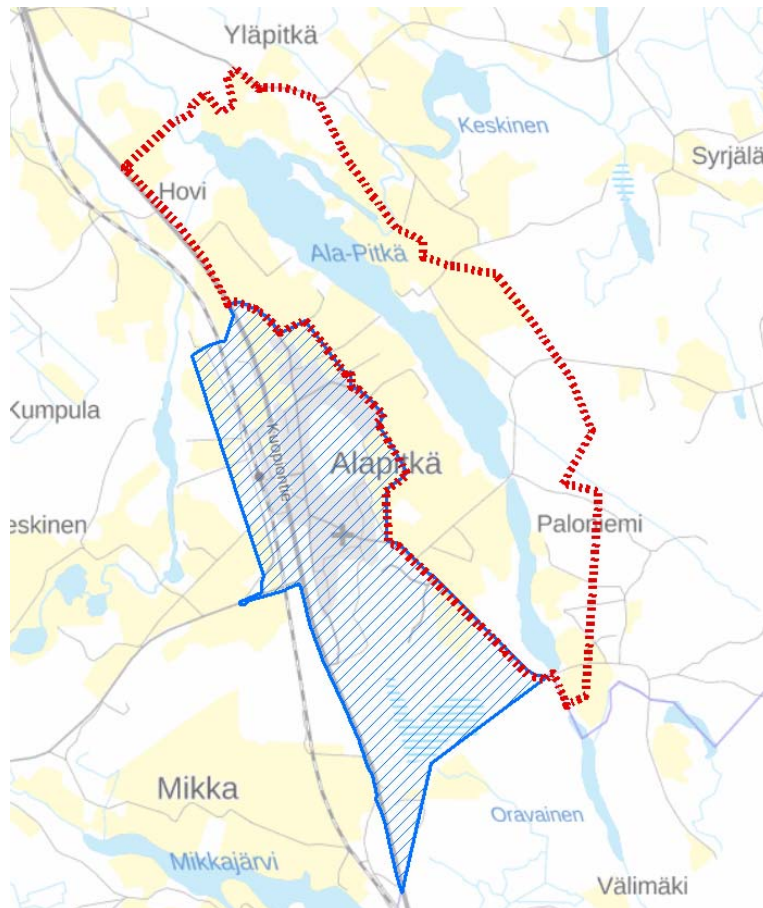 Yläpitkä
Keskinen
Syrjälä
Hovi
Ala-Pitkä
Kumpula
Kuopiontie
Alapitkä
eskinen
Paloniemi
Mikka
Oravainen
Mikkajärvi
Välimäki